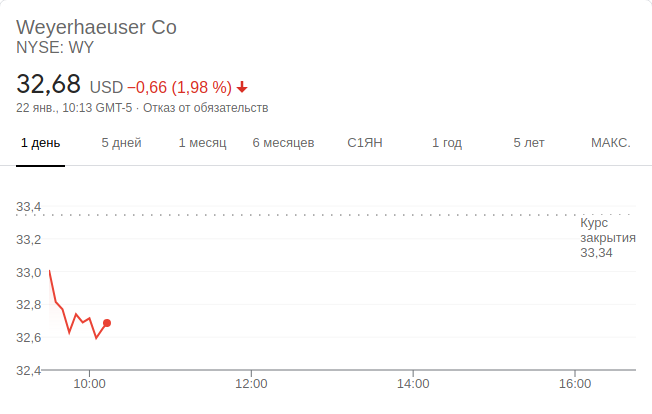 Weyerhaeuser Co
NYSE: WY
32,68 USD −0,66 (1,98 %)
22 янв., 10:13 GMT-5 · Отказ от обязательств
1 день 5 дней 1 месяц 6 месяцев С1ЯН 1 год 5 лет МАКС.
33,4
Курс
33,2 закрытия
33,34
33,0
32,8
32,6
32,4
10:00 12:00 14:00 16:00